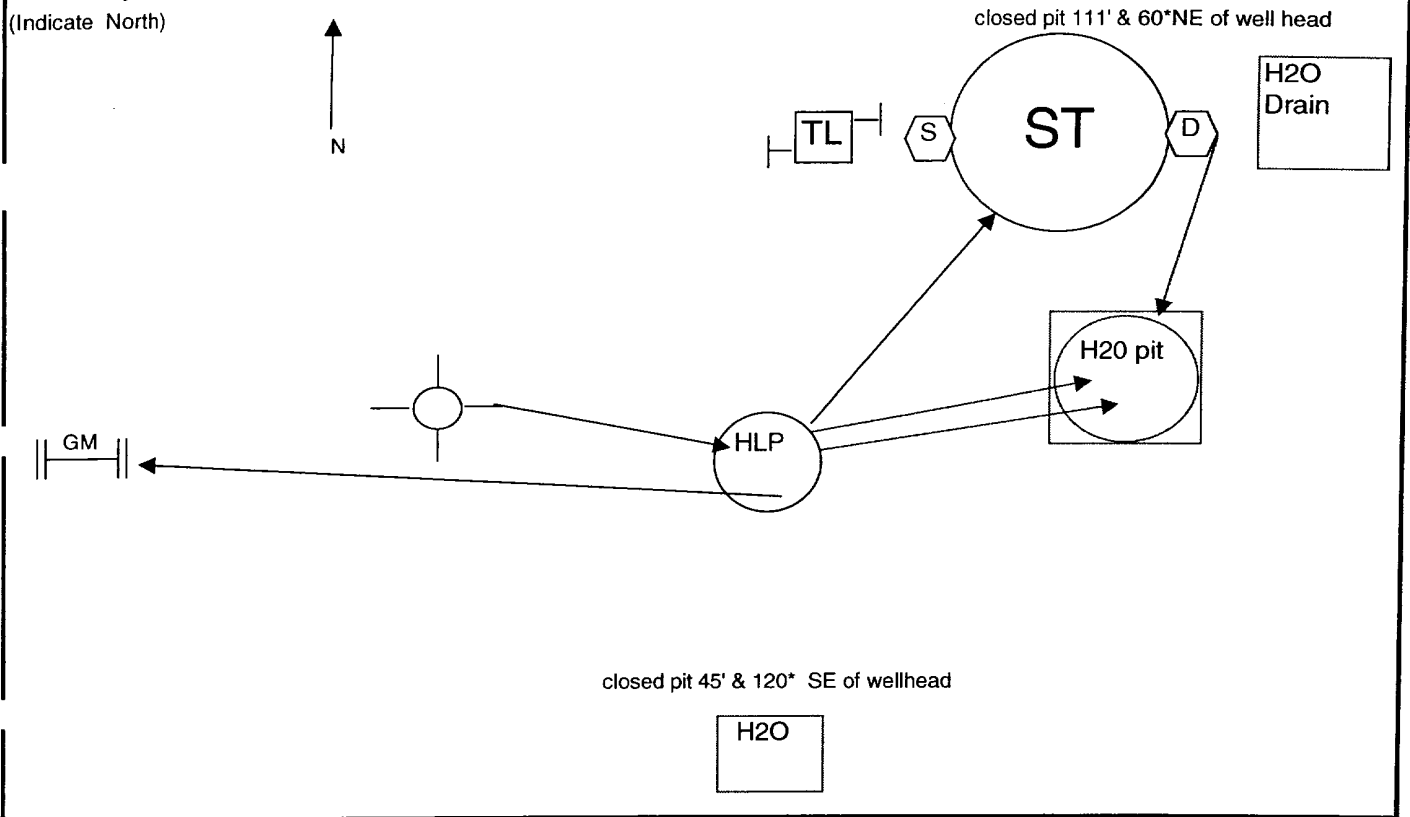 (Indicate North)
closed pit 111' & 60*NE of well head
H2O
Drain
TL
S
ST
D
N
H20 pit
HLP
GM
closed pit 45' & 120* SE of wellhead
H2O